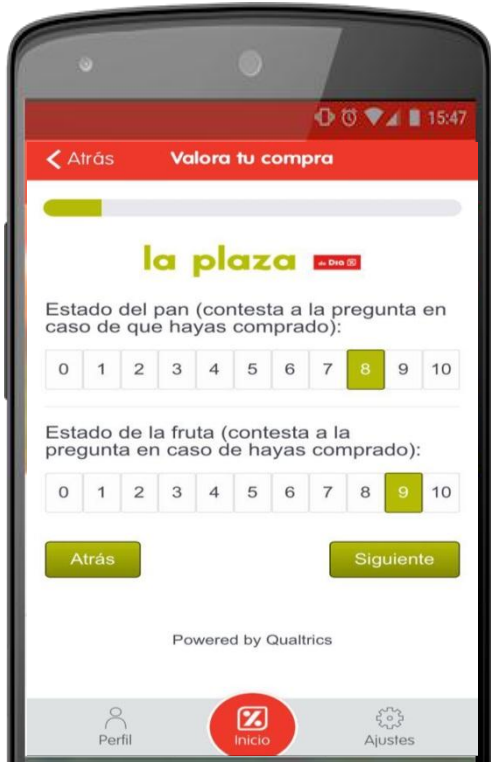 15:47
Atrás Valora tu compra
la plaza de Dia
Estado del pan (contesta a la pregunta en
caso de que hayas comprado):
0 1 2 3 4 5 6 7 8 9 10
Estado de la fruta (contesta a la
pregunta en caso de hayas comprado):
0 1 2 3 4 5 6 7 8 9 10
Atrás Siguiente
Powered by Qualtrics
Perfil Inicio Ajustes